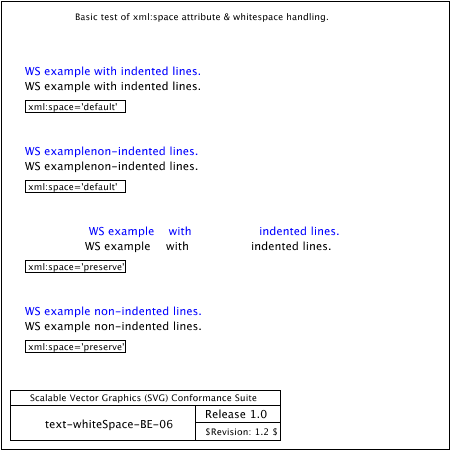 Basic test of xml:space attribute & whitespace handling.
WS example with indented lines.
WS example with indented lines.
xml:space='default'
WS examplenon-indented lines.
WS examplenon-indented lines.
xml:space='default'
WS example    with                    indented lines.
WS example    with                    indented lines.
xml:space='preserve'
WS example non-indented lines.
WS example non-indented lines.
xml:space='preserve'
Scalable Vector Graphics (SVG) Conformance Suite
text-whiteSpace-BE-06
Release 1.0
$Revision: 1.2 $